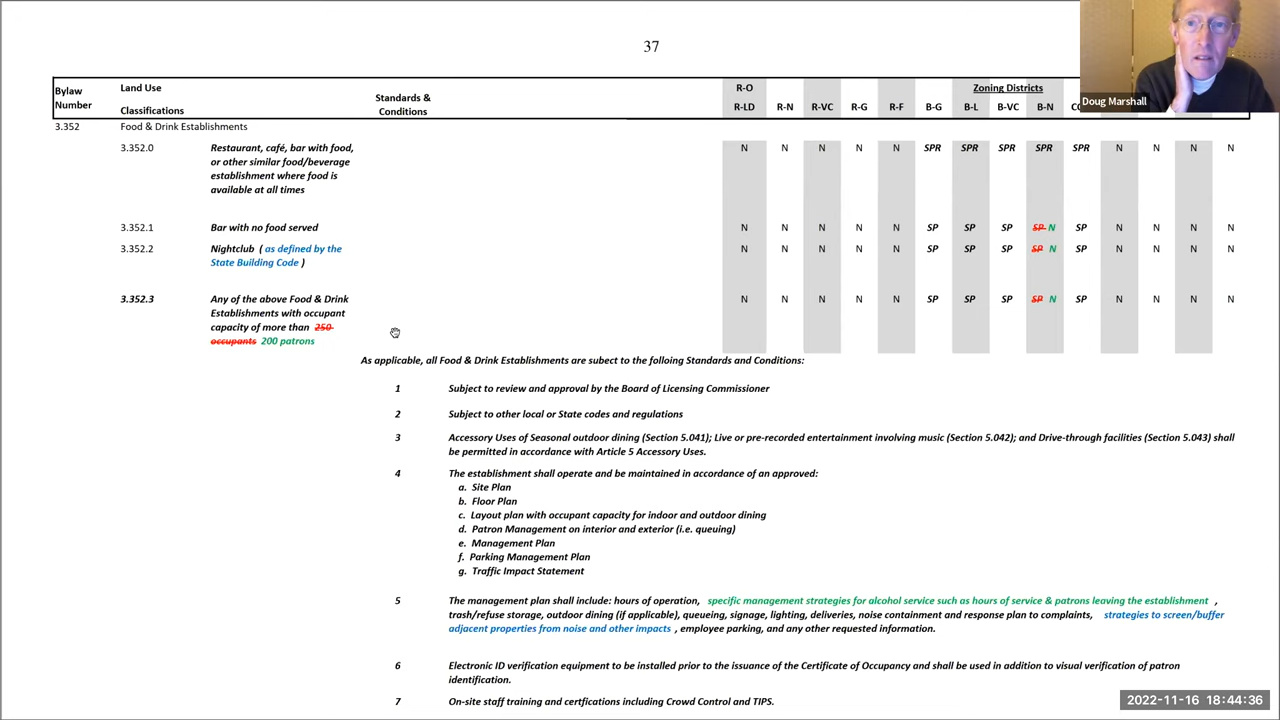 37
Bylaw Number
Land Use Classifications
Standards & Conditions
Zoning Districts
R-O
R-LD R-N R-VC R-G R-F B-G B-L B-VC B-N
Doug Marshall
3.352 Food & Drink Establishments
3.352.0 Restaurant, café, bar with food, N N N N N SPR SPR SPR SPR SPR N N N N
or other similar food/beverage
establishment where food is
available at all times
3.352.1 Bar with no food served N N N N N SP SP SP SP N SP N N N N
3.352.2 Nightclub ( as defined by the N N N N N SP SP SP SP N SP N N N N
State Building Code )
3.352.3 Any of the above Food & Drink N N N N N SP SP SP SP N SP N N N N
Establishments with occupant
capacity of more than 250
occupants 200 patrons
As applicable, all Food & Drink Establishments are subect to the folloing Standards and Conditions:
1 Subject to review and approval by the Board of Licensing Commissioner
2 Subject to other local or State codes and regulations
3 Accessory Uses of Seasonal outdoor dining (Section 5.041); Live or pre-recorded entertainment involving music (Section 5.042); and Drive-through facilities (Section 5.043) shall
be permitted in accordance with Article 5 Accessory Uses.
4 The establishment shall operate and be maintained in accordance of an approved:
a. Site Plan
b. Floor Plan
c. Layout plan with occupant capacity for indoor and outdoor dining
d. Patron Management on interior and exterior (i.e. queuing)
e. Management Plan
f. Parking Management Plan
g. Traffic Impact Statement
5 The management plan shall include: hours of operation, specific management strategies for alcohol service such as hours of service & patrons leaving the establishment ,
trash/refuse storage, outdoor dining (if applicable), queueing, signage, lighting, deliveries, noise containment and response plan to complaints, strategies to screen/buffer
adjacent properties from noise and other impacts , employee parking, and any other requested information.
6 Electronic ID verification equipment to be installed prior to the issuance of the Certificate of Occupancy and shall be used in addition to visual verification of patron
identification.
7 On-site staff training and certfications including Crowd Control and TIPS.
2022-11-16 18:44:36